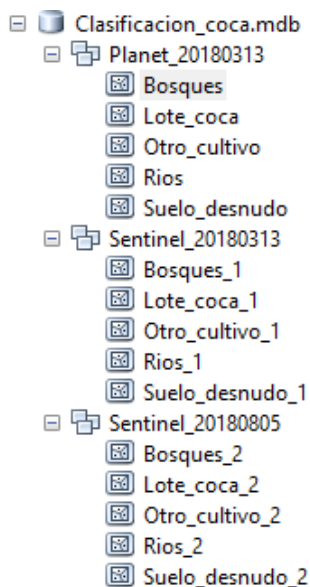 Clasificacion_coca.mdb
Planet_20180313
Bosques
Lote_coca
Otro_cultivo
Rios
Suelo_desnudo
Sentinel_20180313
Bosques_1
Lote_coca_1
Otro_cultivo_1
Rios_1
Suelo_desnudo_1
Sentinel_20180805
Bosques_2
Lote_coca_2
Otro_cultivo_2
Rios_2
Suelo_desnudo_2